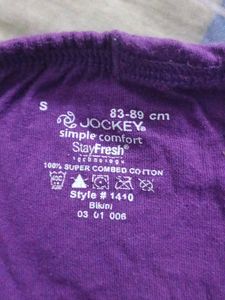 S 83-89 cm
JOCKEY®
simple comfort
StayFresh®
technology
100% SUPER COMBED COTTON
Style # 1410
Bikini
03 01 006